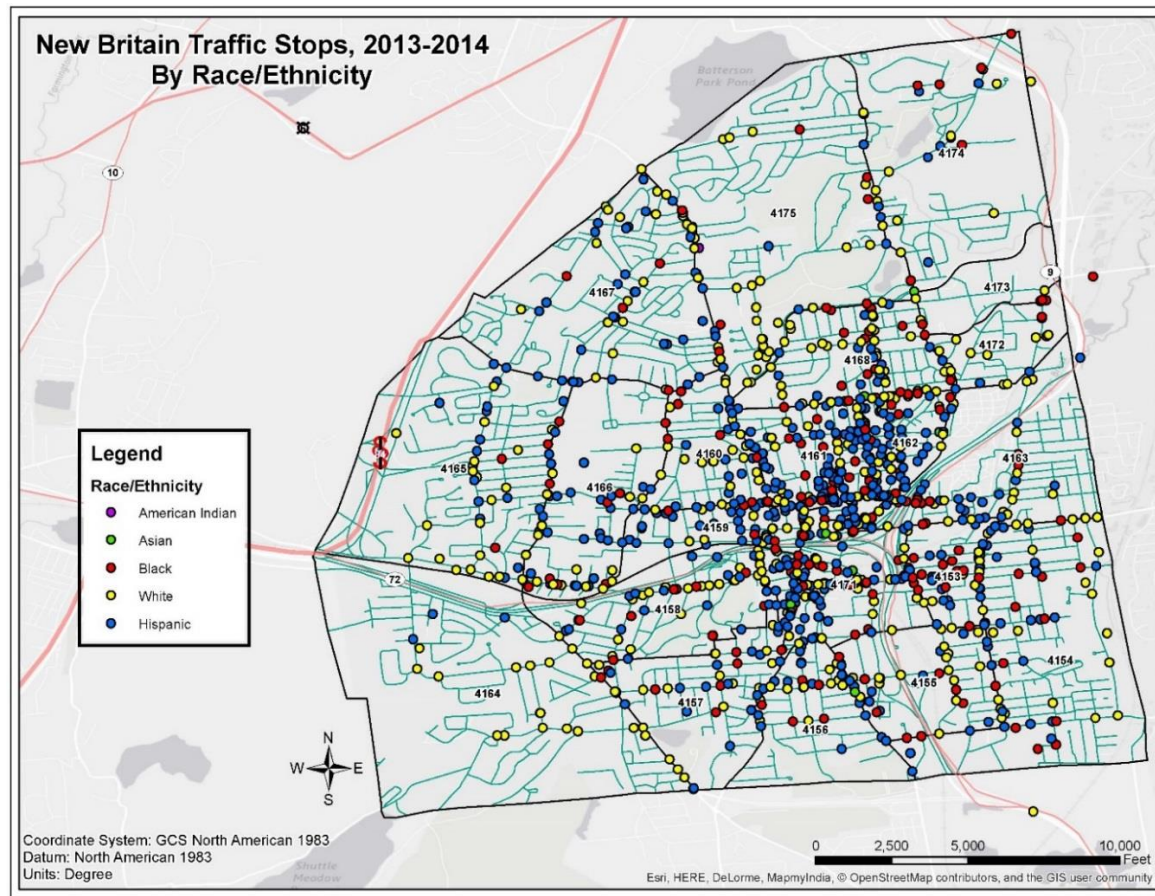 New Britain Traffic Stops, 2013-2014
By Race/Ethnicity
Batterson
Park Pond
10
4174
4175
9
4173
4167
4172
4168
Legend
Race/Ethnicity
American Indian
Asian
Black
White
Hispanic
4162
4160
4161
4163
4165
4166
4159
72
4153
4171
4158
4154
4155
4164
4157
4156
N
W
E
S
Coordinate System: GCS North American 1983
Datum: North American 1983
Units: Degree
Shuttle
Meadow
0 5,000 10,000
Feet
Esri, HERE, DeLorme, MapmyIndia, © OpenStreetMap contributors, and the GIS user community